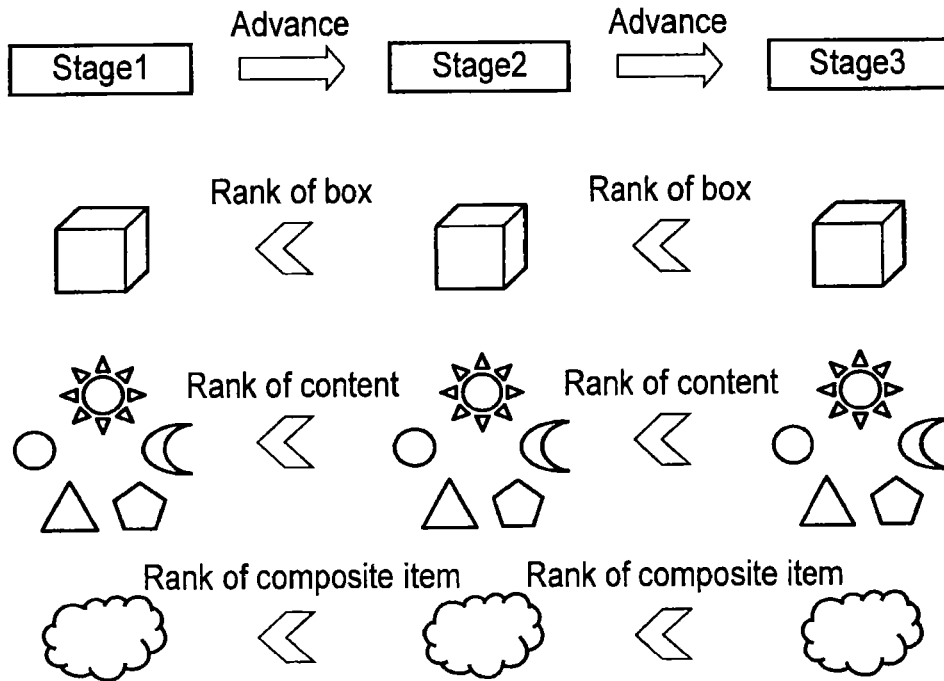 Advance Advance
Stage1 Stage2 Stage3
Rank of box Rank of box
Rank of content Rank of content
Rank of composite item Rank of composite item